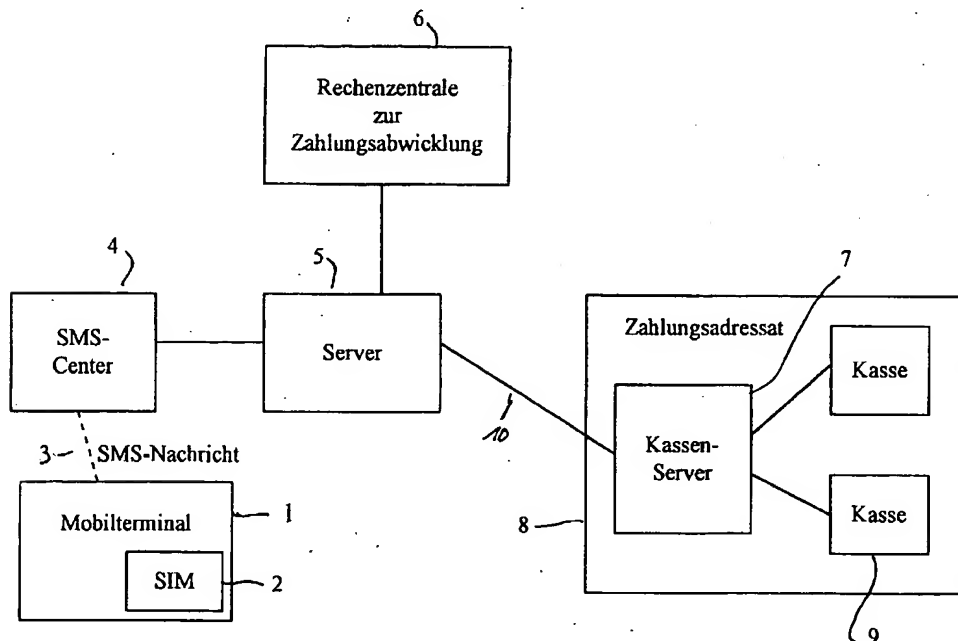 6
Rechenzentrale
zur
Zahlungsabwicklung
4
5
7
SMS-
Center
Server
Zahlungsadressat
Kasse
10
Kassen-
Server
3
SMS-Nachricht
Mobilterminal
1
8
Kasse
SIM
2
9